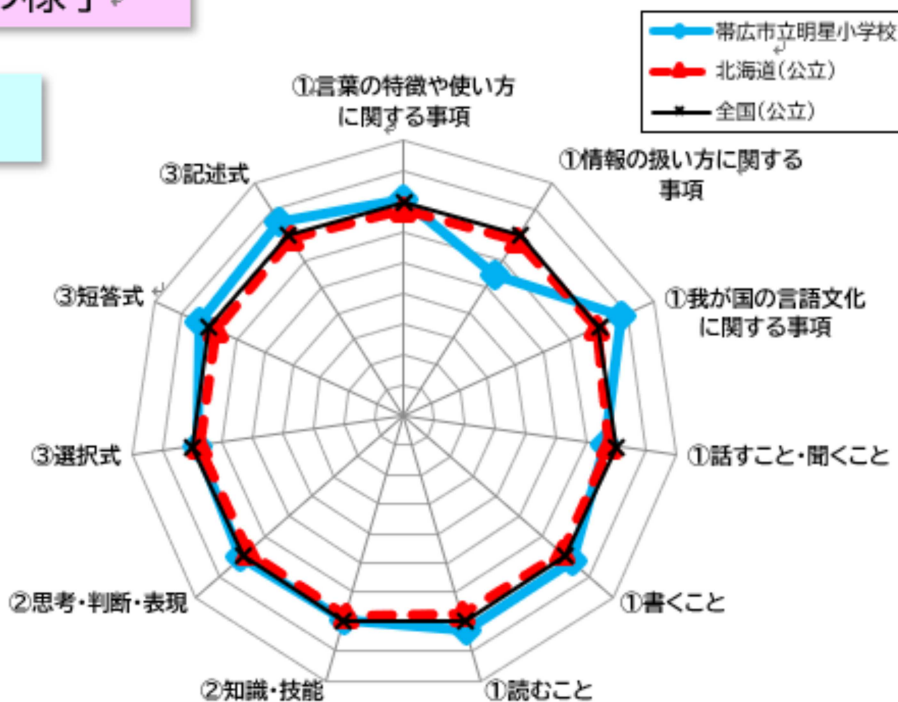 の様子
帯広市立明星小学校
北海道(公立)
全国(公立)
①言葉の特徴や使い方
に関する事項
①情報の扱い方に関する
事項
①我が国の言語文化
に関する事項
①話すこと・聞くこと
①書くこと
①読むこと
②知識・技能
②思考・判断・表現
③選択式
③短答式
③記述式